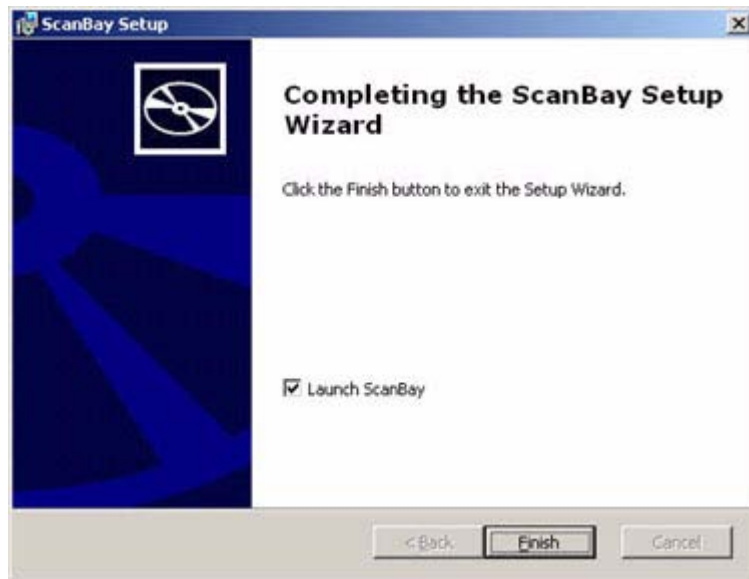 ScanBay Setup
Completing the ScanBay Setup
Wizard
Click the Finish button to exit the Setup Wizard.
Launch ScanBay
< Back
Finish
Cancel